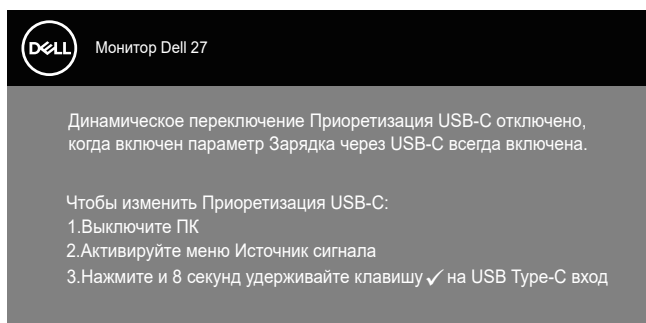 DELL
Монитор Dell 27
Динамическое переключение Приоретизация USB-C отключено,
когда включен параметр Зарядка через USB-C всегда включена.
Чтобы изменить Приоретизация USB-C:
1.Выключите ПК
2.Активируйте меню Источник сигнала
3.Нажмите и 8 секунд удерживайте клавишу ✓ на USB Type-C вход